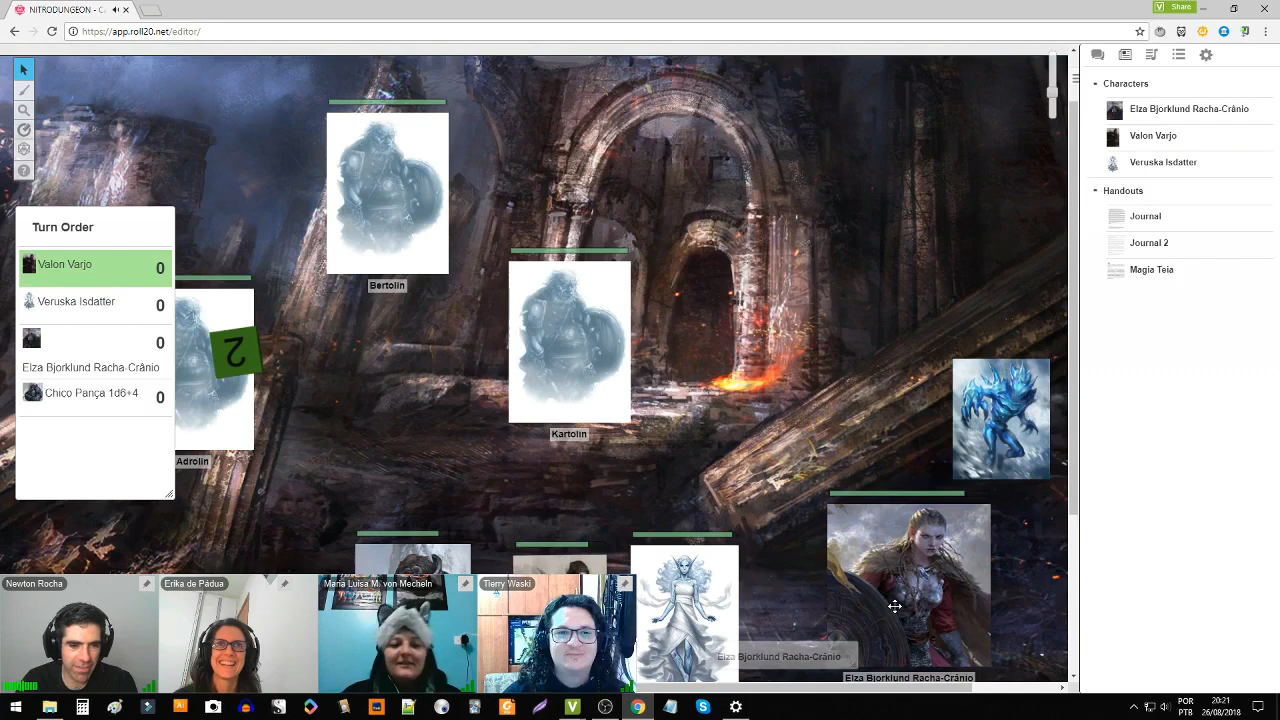 NITRODUNGEON - C
Share
https://app.roll20.net/editor/
Characters
Elza Bjorklund Racha-Crânio
Valon Varjo
Veruska Isdatter
Handouts
Journal
Journal 2
Magia Teia
Turn Order
Valon Varjo 0
Veruska Isdatter 0
0
Elza Bjorklund Racha-Crânio
Chico Pança 1d6+4 0
2
Bertolin
Kartolin
Adrolin
Newton Rocha
Erika de Pádua
Maria Luisa M. von Mecheln
Tierry Waski
Elza Bjorklund Racha-Crânio
Elza Bjorklund Racha-Crânio
POR
PTB
20:21
26/08/2018